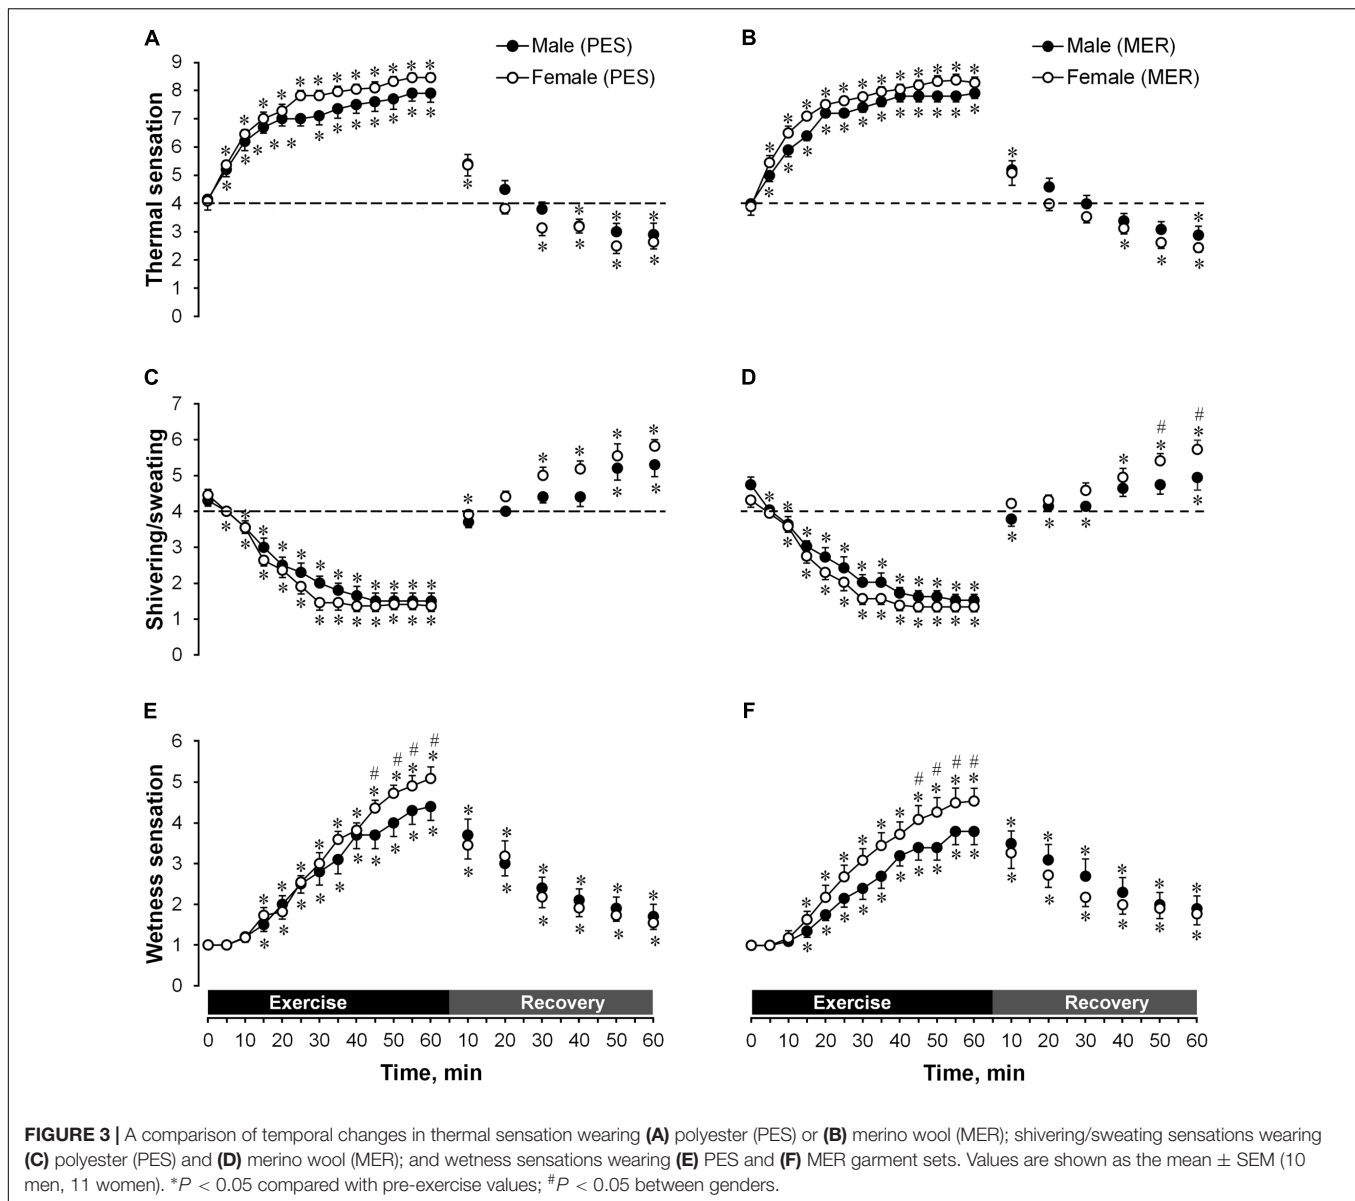 A
Male (PES)
Female (PES)
Thermal sensation
9
8
7
6
5
4
3
2
1
0
B
Male (MER)
Female (MER)
C
Shivering/sweating
7
6
5
4
3
2
1
0
D
# #
E
Wetness sensation
6
5
4
3
2
1
0
# # # #
F
# # # #
Exercise Recovery
0 10 20 30 40 50 60 10 20 30 40 50 60
Time, min
Exercise Recovery
0 10 20 30 40 50 60 10 20 30 40 50 60
Time, min
FIGURE 3 | A comparison of temporal changes in thermal sensation wearing (A) polyester (PES) or (B) merino wool (MER); shivering/sweating sensations wearing
(C) polyester (PES) and (D) merino wool (MER); and wetness sensations wearing (E) PES and (F) MER garment sets. Values are shown as the mean ± SEM (10
men, 11 women). *P < 0.05 compared with pre-exercise values; #P < 0.05 between genders.